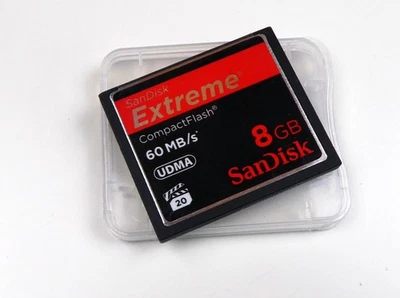 SanDisk
Extreme®
CompactFlash®
60 MB/s*
UDMA
20
8 GB
SanDisk